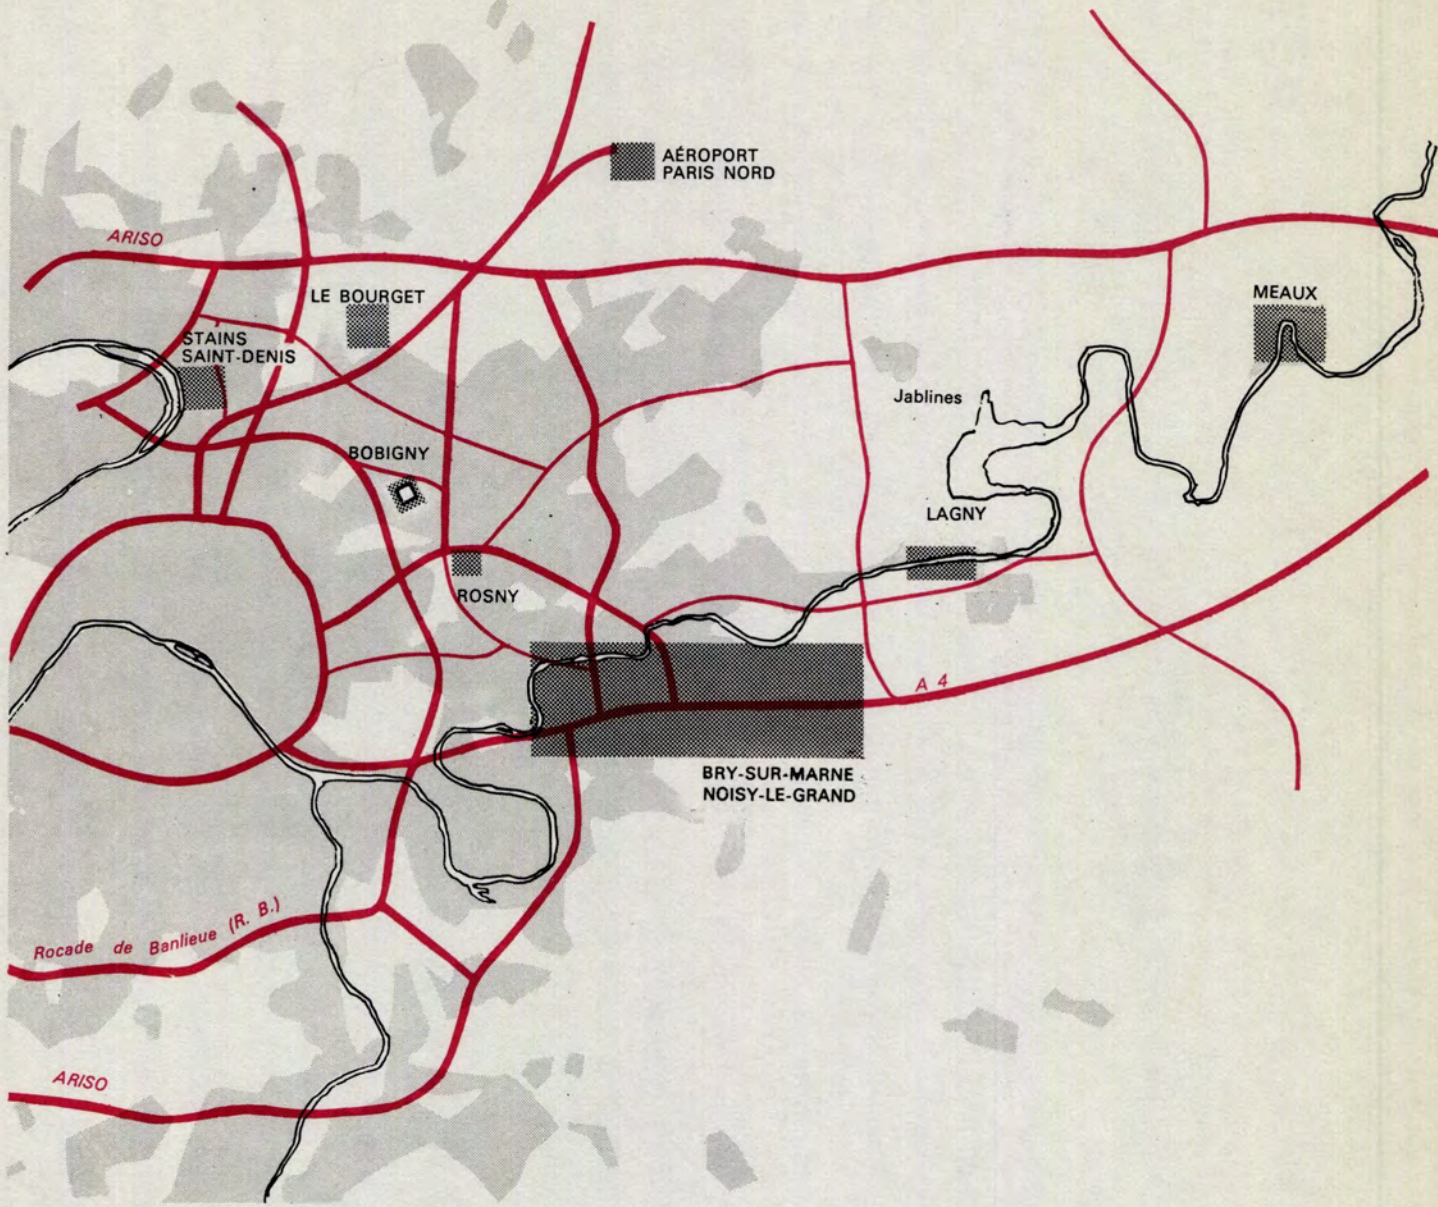 AÉROPORT
PARIS NORD
ARISO
LE BOURGET
MEAUX
STAINS
SAINT-DENIS
Jablines
BOBIGNY
LAGNY
ROSNY
A 4
BRY-SUR-MARNE
NOISY-LE-GRAND
Rocade de Banlieue (R. B.)
ARISO